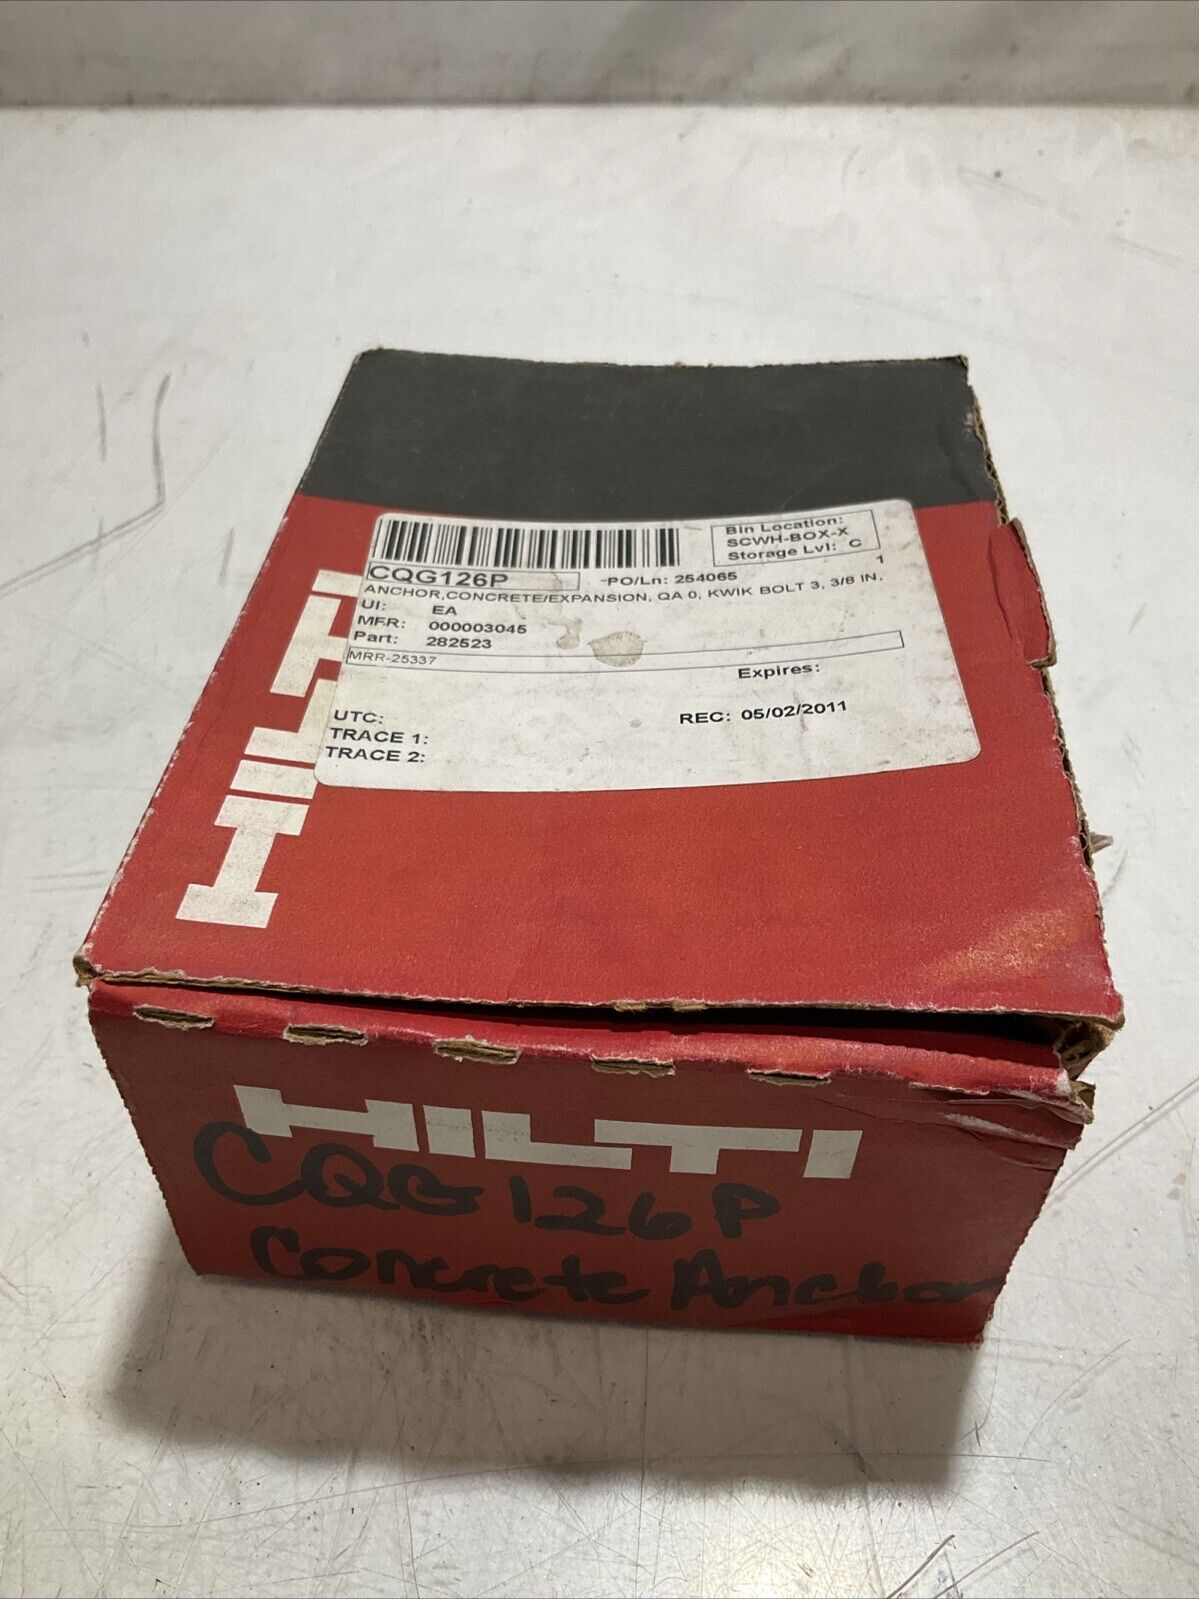 Bin Location:
SCWH-BOX-X
Storage Lvl: C
CQG126P
PO/Ln: 254065
1
ANCHOR,CONCRETE/EXPANSION, QA 0, KWIK BOLT 3, 3/8 IN.
UI: EA
MFR: 000003045
Part: 282523
MRR-25337
Expires:
UTC:
REC: 05/02/2011
TRACE 1:
TRACE 2:
HILTI
HILTI
CQG126P
Concrete Anchor